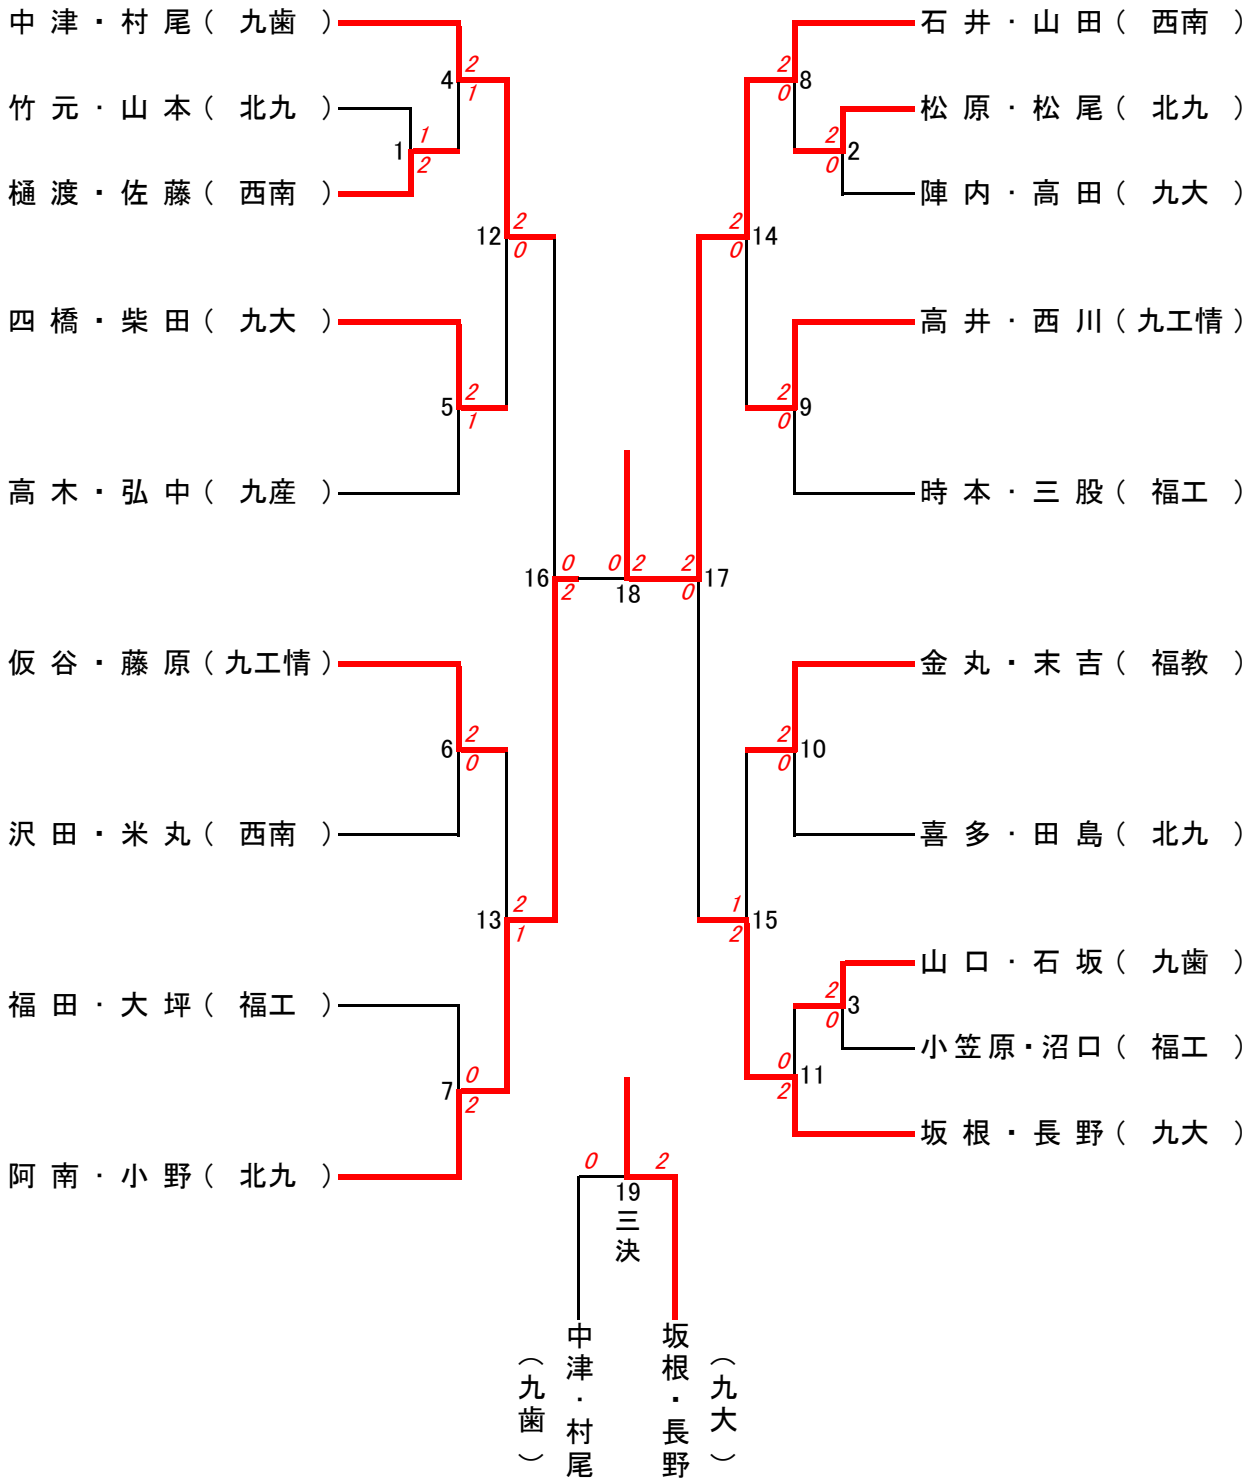 中津・村尾（九歯）
4
2
1
竹元・山本（北九）
1
1
2
樋渡・佐藤（西南）
12
2
0
四橋・柴田（九大）
5
2
1
高木・弘中（九産）
16
0
2
仮谷・藤原（九工情）
6
2
0
沢田・米丸（西南）
13
2
1
福田・大坪（福工）
7
0
2
阿南・小野（北九）
石井・山田（西南）
2
0
8
松原・松尾（北九）
2
0
2
陣内・高田（九大）
2
0
14
高井・西川（九工情）
2
0
9
時本・三股（福工）
0
2
18
2
0
17
金丸・末吉（福教）
2
0
10
喜多・田島（北九）
1
2
15
山口・石坂（九歯）
2
0
3
小笠原・沼口（福工）
0
2
11
坂根・長野（九大）
0
2
19
三決
中津・村尾
（九歯）
坂根・長野
（九大）